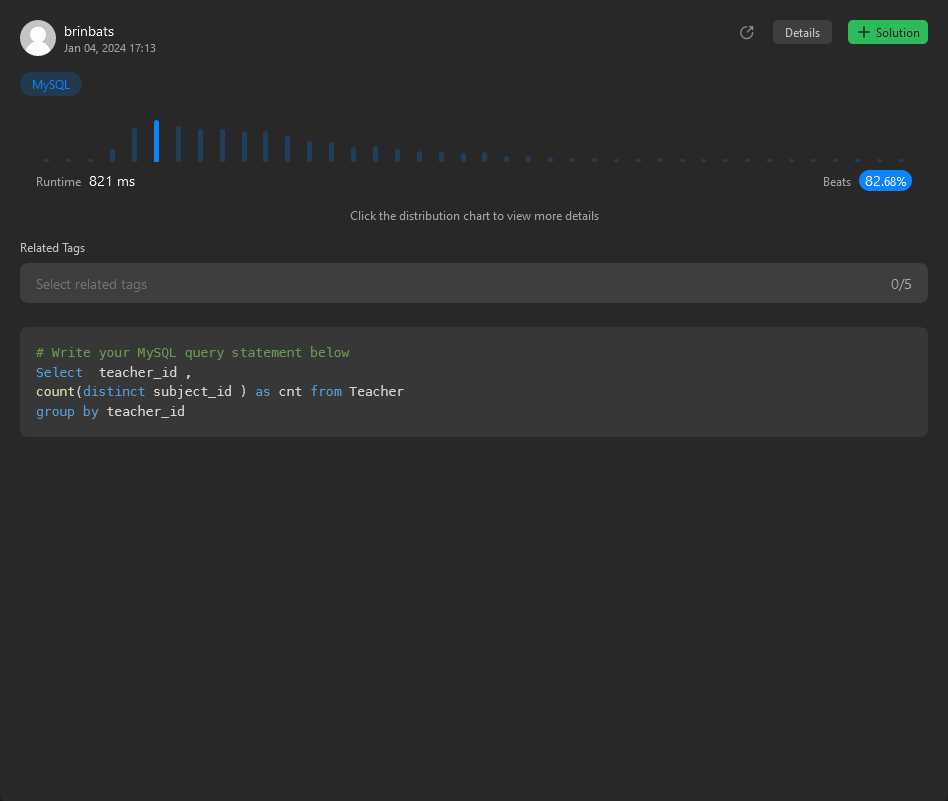 brinbats
Jan 04, 2024 17:13
Details
+ Solution
MySQL
Runtime 821 ms
Beats 82.68%
Click the distribution chart to view more details
Related Tags
Select related tags
0/5
# Write your MySQL query statement below
Select  teacher_id ,
count(distinct subject_id ) as cnt from Teacher
group by teacher_id